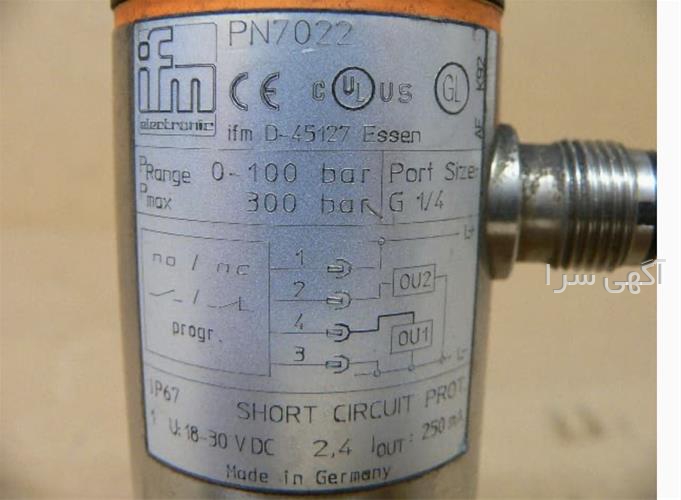 ifm
electronic
PN7022
CE c UL us GL
ifm D-45127 Essen
PRange 0-100 bar
Pmax 300 bar
Port Size:
G 1/4
no / nc
progr.
1
2
4
3
L+
OU2
OU1
L-
IP67 SHORT CIRCUIT PROT.
1 U: 18-30 V DC 2,4 IOUT: 250 mA
Made in Germany
آگهی سرا